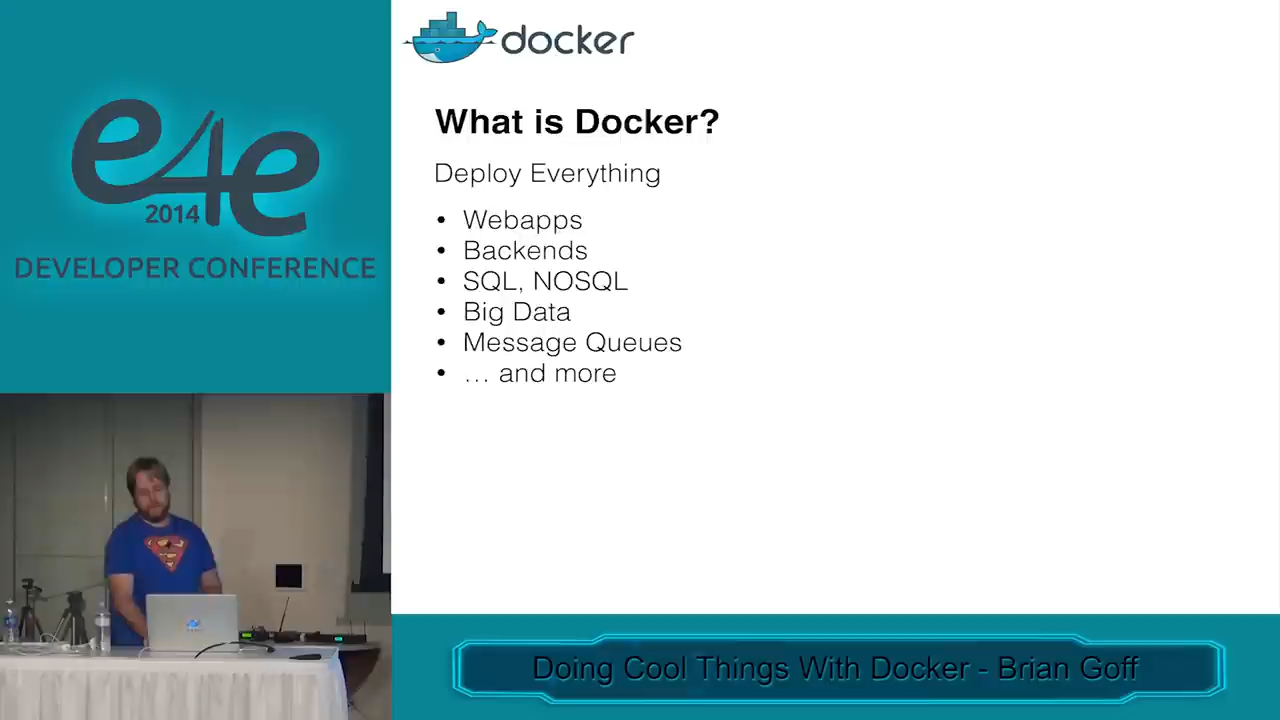 e4e
2014
DEVELOPER CONFERENCE
docker
What is Docker?
Deploy Everything
• Webapps
• Backends
• SQL, NOSQL
• Big Data
• Message Queues
• … and more
Doing Cool Things With Docker - Brian Goff